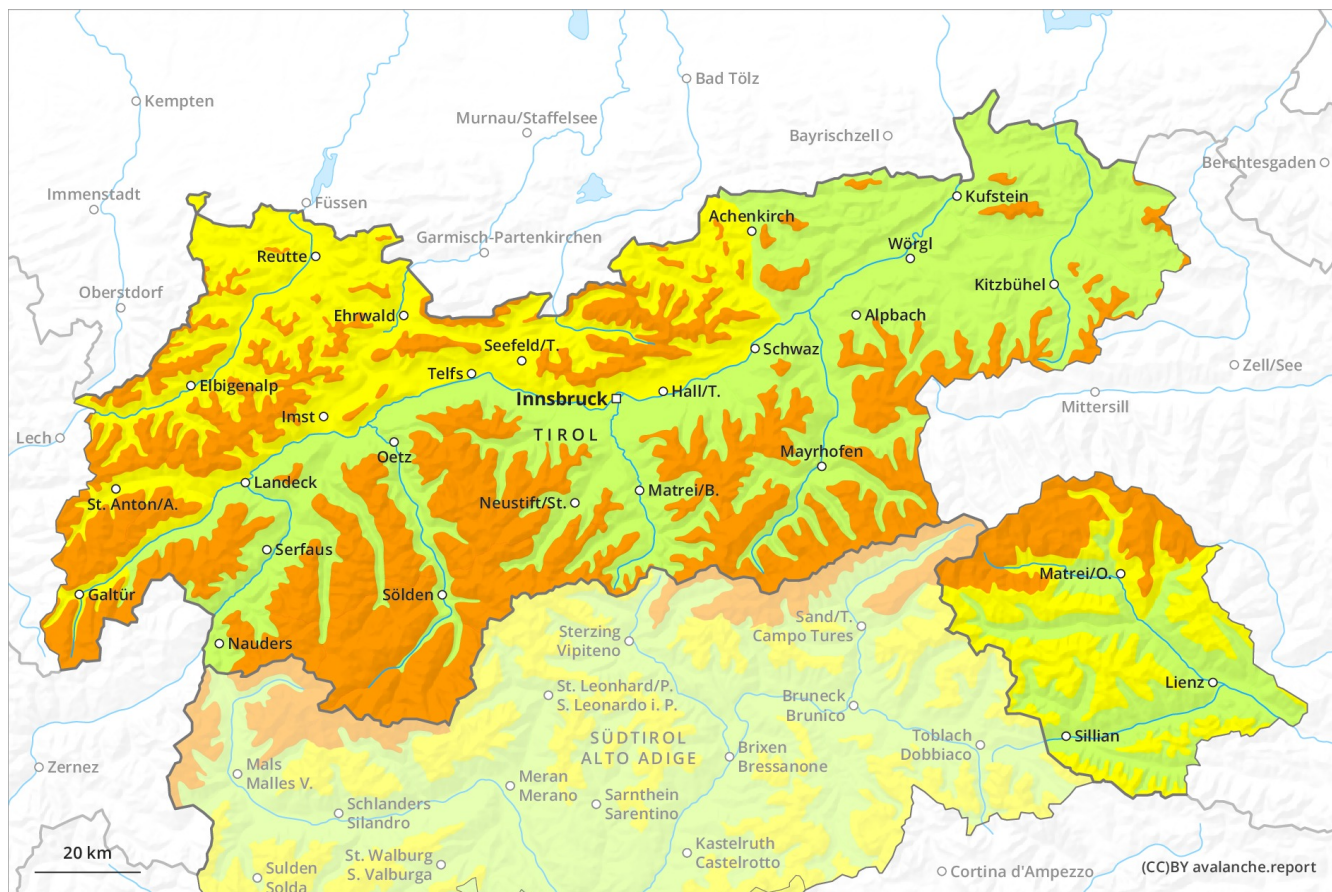 Bad Tölz
Kempten
Murnau/Staffelsee
Bayrischzell
Berchtesgaden
Immenstadt
Füssen
Kufstein
Achenkirch
Garmisch-Partenkirchen
Wörgl
Reutte
Kitzbühel
Oberstdorf
Ehrwald
Alpbach
Seefeld/T.
Schwaz
Zell/See
Telfs
Elbigenalp
Hall/T.
Innsbruck
Mittersill
Imst
TIROL
Lech
Mayrhofen
Oetz
Landeck
Matrei/B.
St. Anton/A.
Neustift/St.
Serfaus
Matrei/O.
Galtür
Sölden
Sand/T.
Campo Tures
Sterzing
Vipiteno
Nauders
Lienz
St. Leonhard/P.
S. Leonardo i. P.
Bruneck
Brunico
Sillian
SÜDTIROL
ALTO ADIGE
Toblach
Dobbiaco
Brixen
Bressanone
Zernez
Mals
Malles V.
Meran
Merano
Sarnthein
Sarentino
Schlanders
Silandro
20 km
St. Walburg
S. Valburga
Kastelruth
Castelrotto
Sulden
Solda
Cortina d'Ampezzo
(CC)BY avalanche.report